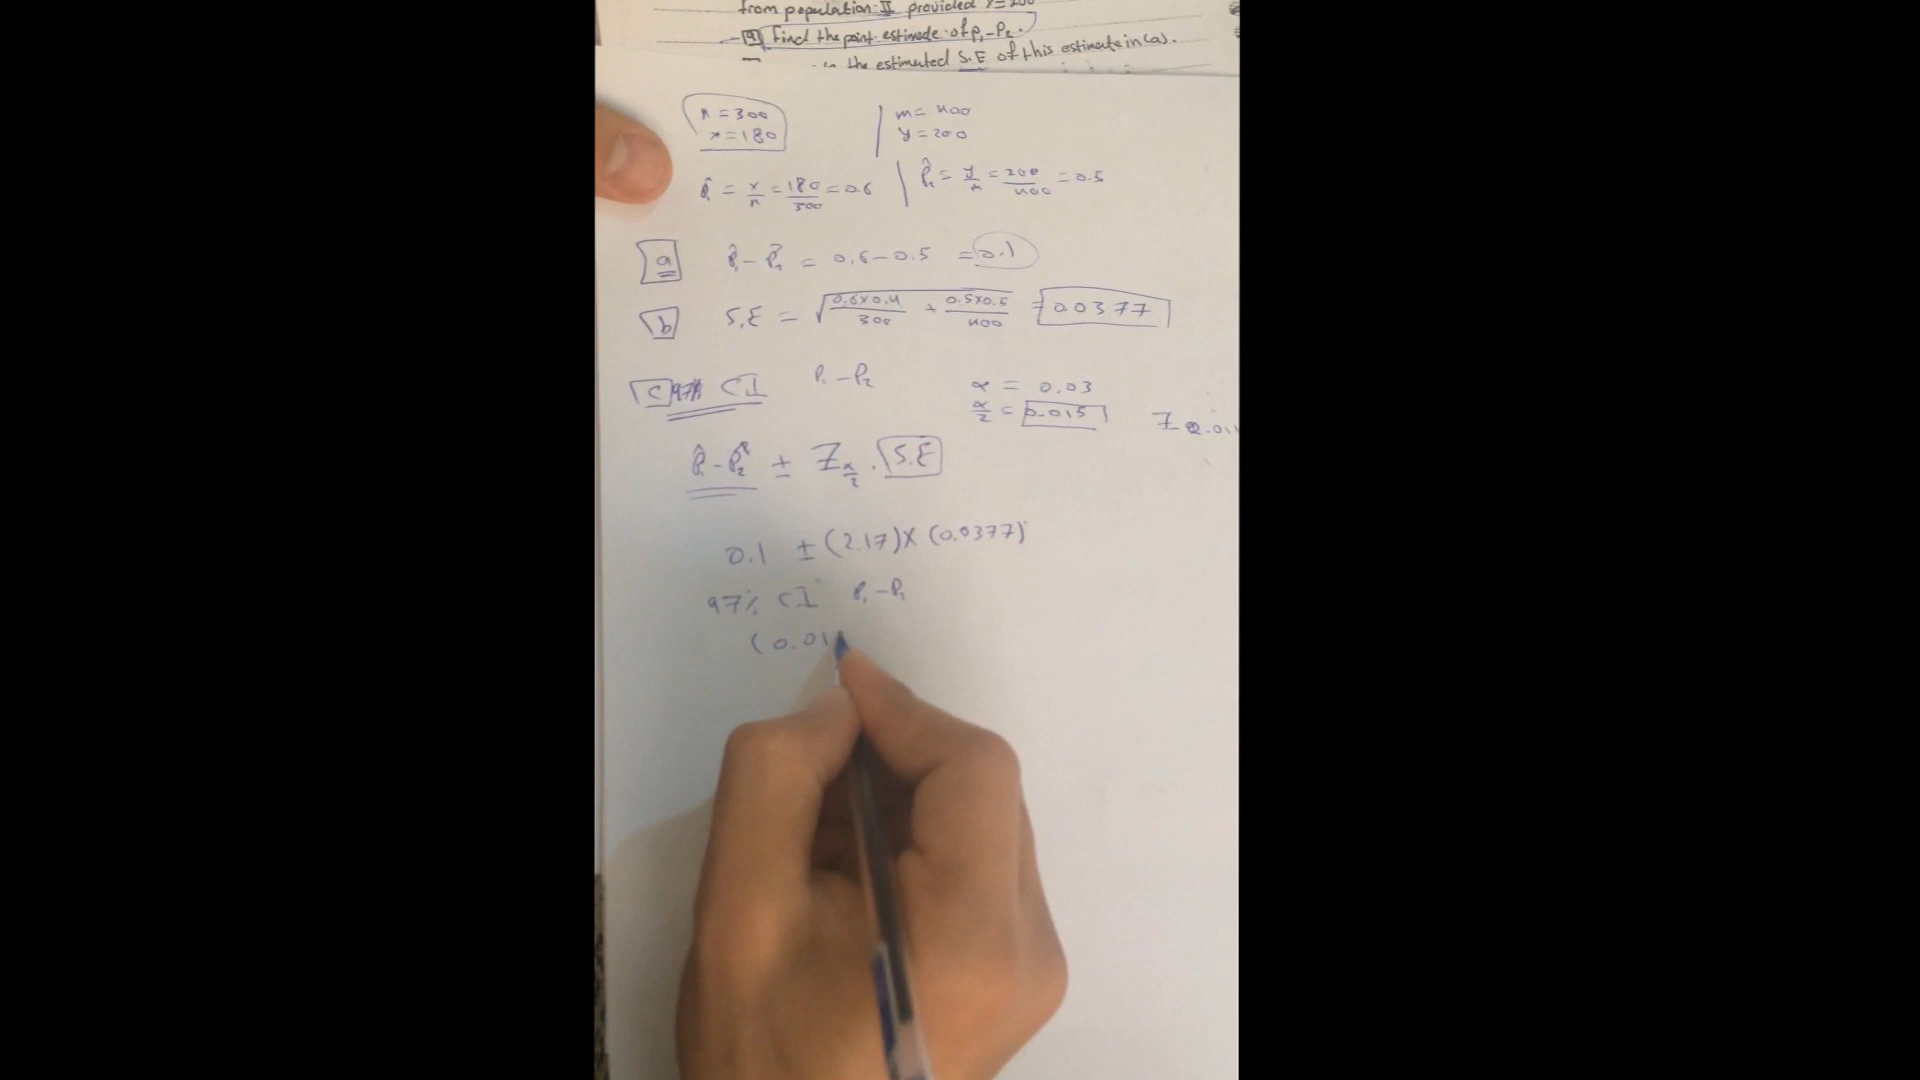 from population II provided y=200
a Find the point estimate of p₁-p₂.
the estimated S.E of this estimate in (a).
n = 300
x = 180
m = 400
y = 200
p̂₁ = x/n = 180/300 = 0.6
p̂₂ = y/m = 200/400 = 0.5
a p̂₁ - p̂₂ = 0.6 - 0.5 = 0.1
b S.E = √(0.6×0.4/300 + 0.5×0.5/400) = 0.0377
c 97% CI P₁-P₂
α = 0.03
α/2 = 0.015
p̂₁ - p̂₂ ± Z α/2 . S.E
0.1 ± (2.17) × (0.0377)
97% CI P₁-P₂
(0.01